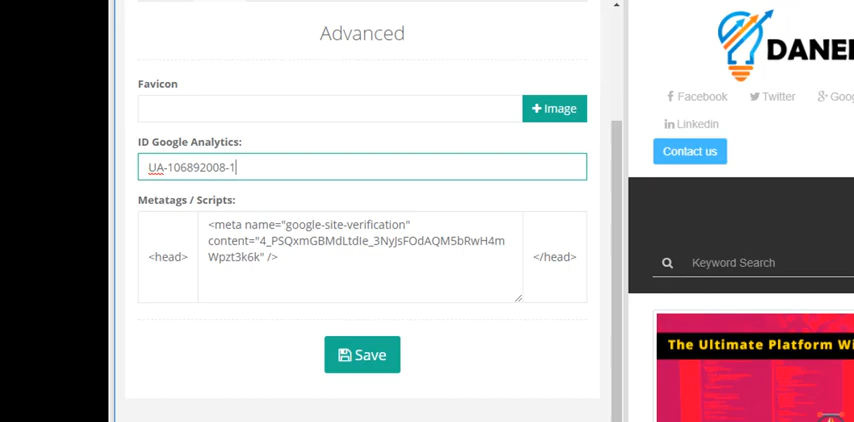 Advanced
Favicon
+ Image
ID Google Analytics:
UA-106892008-1
Metatags / Scripts:
<head>
<meta name="google-site-verification"
content="4_PSQxmGBMdLtdIe_3NyJsFOdAQM5bRwH4m
Wpzt3k6k" />
</head>
Save
DANE
Facebook
Twitter
Goo
Linkedin
Contact us
Keyword Search
The Ultimate Platform Wi